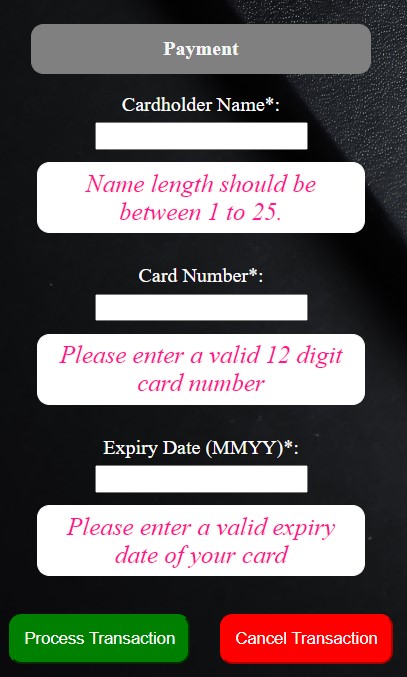 Payment
Cardholder Name*:
Name length should be
between 1 to 25.
Card Number*:
Please enter a valid 12 digit
card number
Expiry Date (MMYY)*:
Please enter a valid expiry
date of your card
Process Transaction
Cancel Transaction